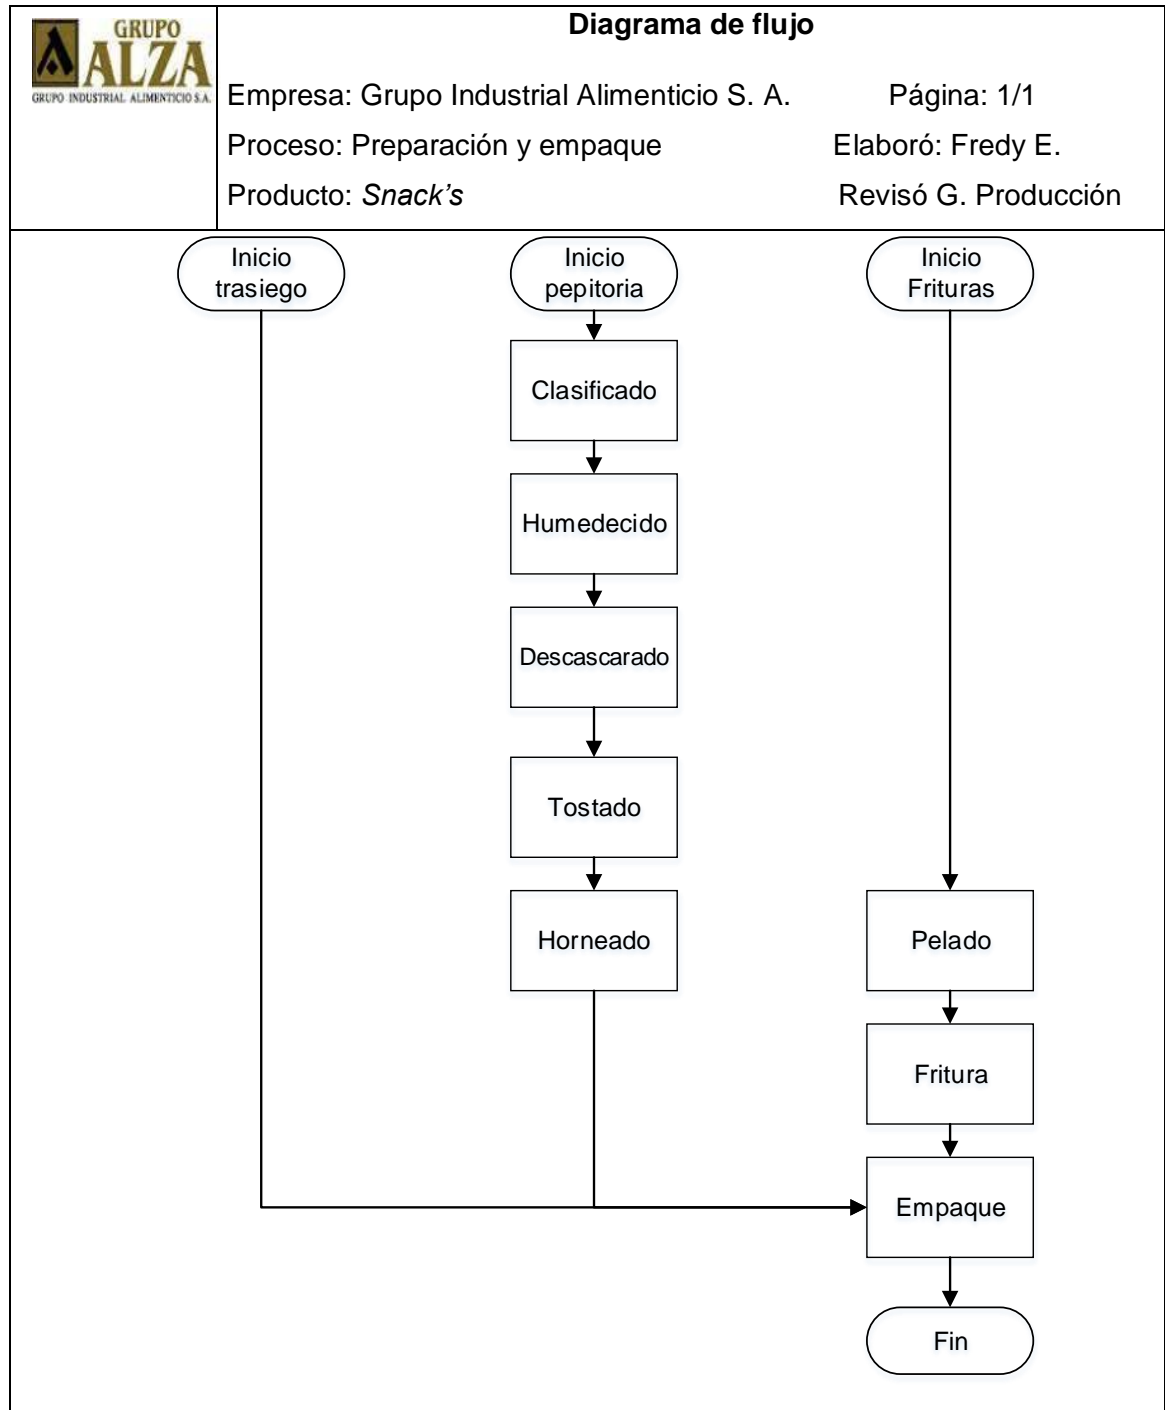 GRUPO
ALZA
GRUPO INDUSTRIAL ALIMENTICIO S.A.
Diagrama de flujo
Empresa: Grupo Industrial Alimenticio S. A. Página: 1/1
Proceso: Preparación y empaque Elaboró: Fredy E.
Producto: Snack’s Revisó G. Producción
Inicio
trasiego
Inicio
pepitoria
Inicio
Frituras
Clasificado
Humedecido
Descascarado
Tostado
Horneado
Pelado
Fritura
Empaque
Fin